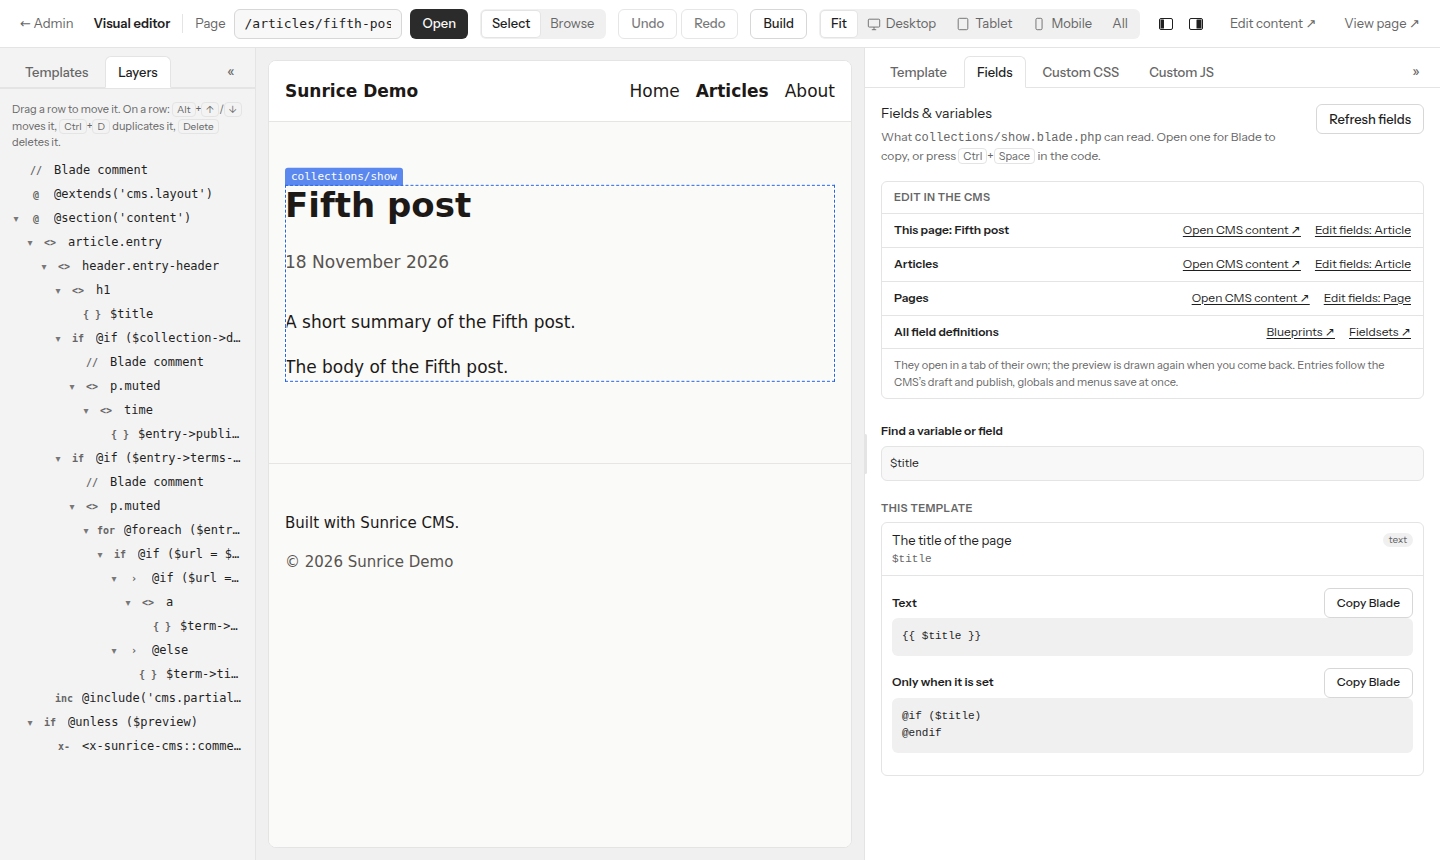 ← Admin Visual editor Page /articles/fifth-pos Open Select Browse Undo Redo Build Fit Desktop Tablet Mobile All Edit content ↗ View page ↗
Templates Layers «
Drag a row to move it. On a row: Alt + ↑ / ↓
moves it, Ctrl + D duplicates it, Delete
deletes it.
// Blade comment
@ @extends('cms.layout')
▾ @ @section('content')
▾ <> article.entry
▾ <> header.entry-header
▾ <> h1
{ } $title
▾ if @if ($collection->d…
// Blade comment
▾ <> p.muted
▾ <> time
{ } $entry->publi…
▾ if @if ($entry->terms-…
// Blade comment
▾ <> p.muted
▾ for @foreach ($entr…
▾ if @if ($url = $…
▾ › @if ($url =…
▾ <> a
{ } $term->…
▾ › @else
{ } $term->ti…
inc @include('cms.partial…
▾ if @unless ($preview)
x- <x-sunrice-cms::comme…
Sunrice Demo Home Articles About
collections/show
Fifth post
18 November 2026
A short summary of the Fifth post.
The body of the Fifth post.
Built with Sunrice CMS.
© 2026 Sunrice Demo
Template Fields Custom CSS Custom JS »
Fields & variables Refresh fields
What collections/show.blade.php can read. Open one for Blade to
copy, or press Ctrl + Space in the code.
EDIT IN THE CMS
This page: Fifth post Open CMS content ↗ Edit fields: Article
Articles Open CMS content ↗ Edit fields: Article
Pages Open CMS content ↗ Edit fields: Page
All field definitions Blueprints ↗ Fieldsets ↗
They open in a tab of their own; the preview is drawn again when you come back. Entries follow the
CMS's draft and publish, globals and menus save at once.
Find a variable or field
$title
THIS TEMPLATE
The title of the page text
$title
Text Copy Blade
{{ $title }}
Only when it is set Copy Blade
@if ($title)
@endif